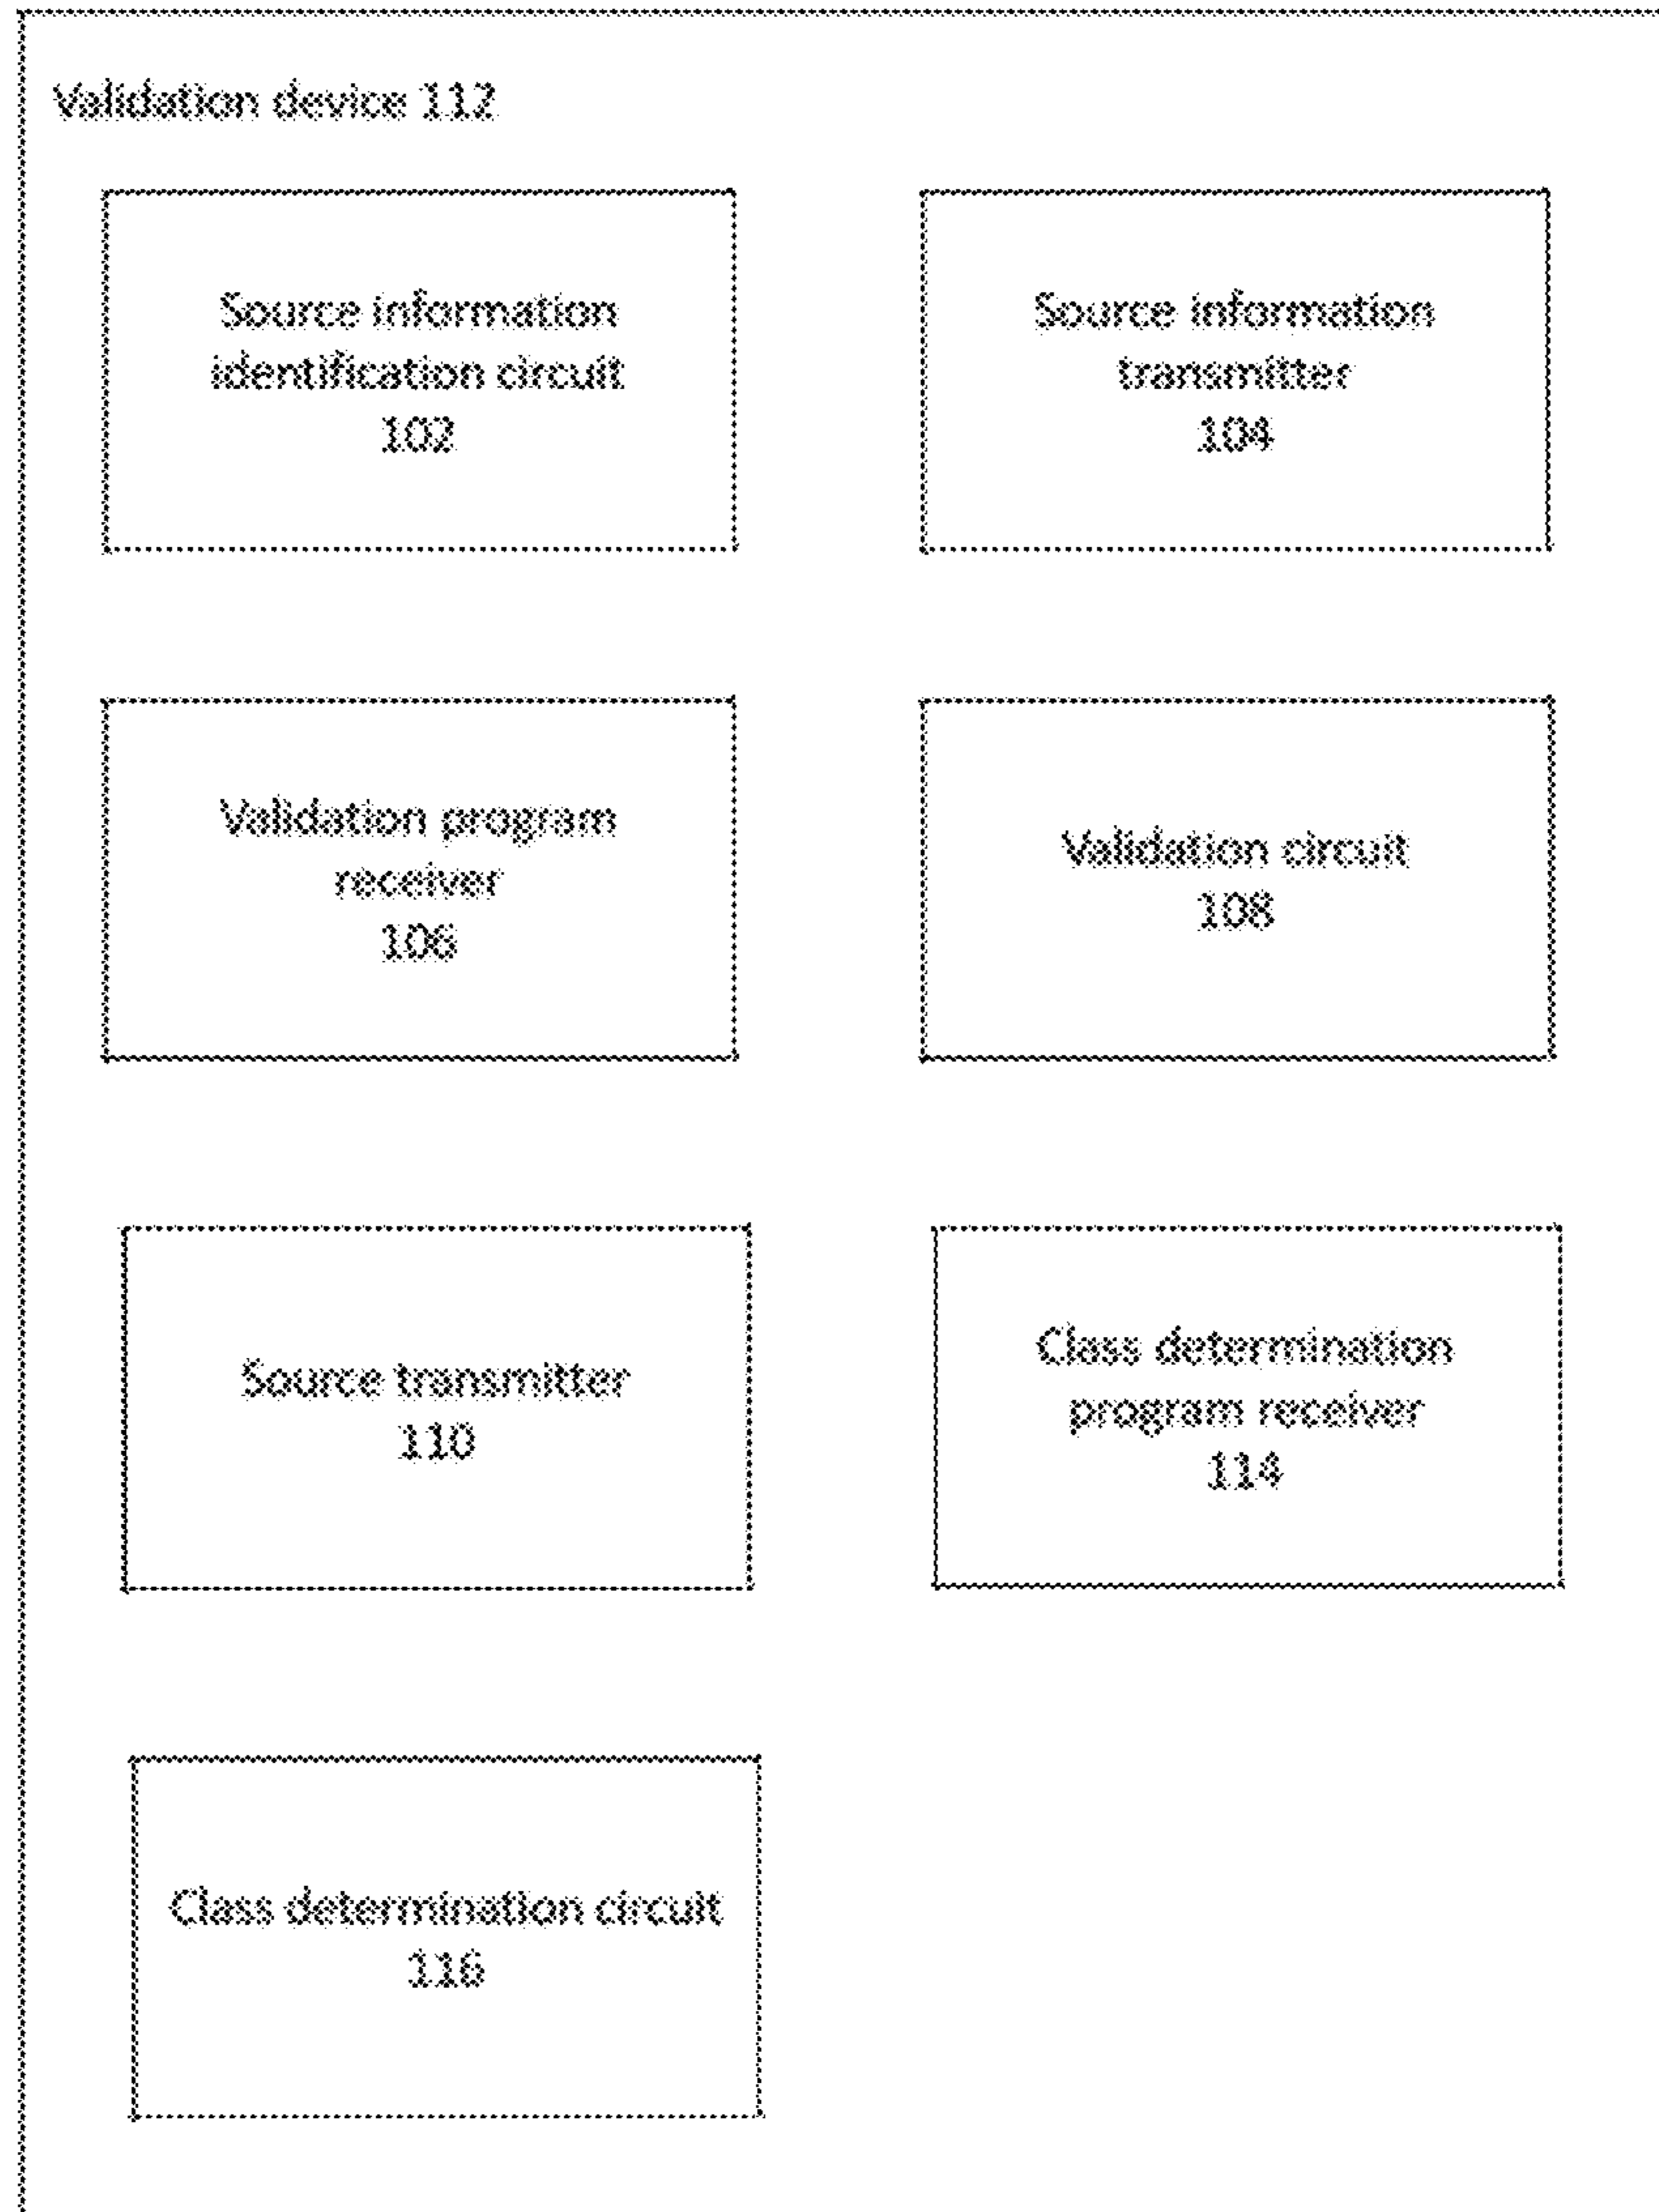 Validation device 112
Source information
identification circuit
102
Source information
transmitter
104
Validation program
receiver
106
Validation circuit
108
Source transmitter
110
Class determination
program receiver
114
Class determination circuit
116